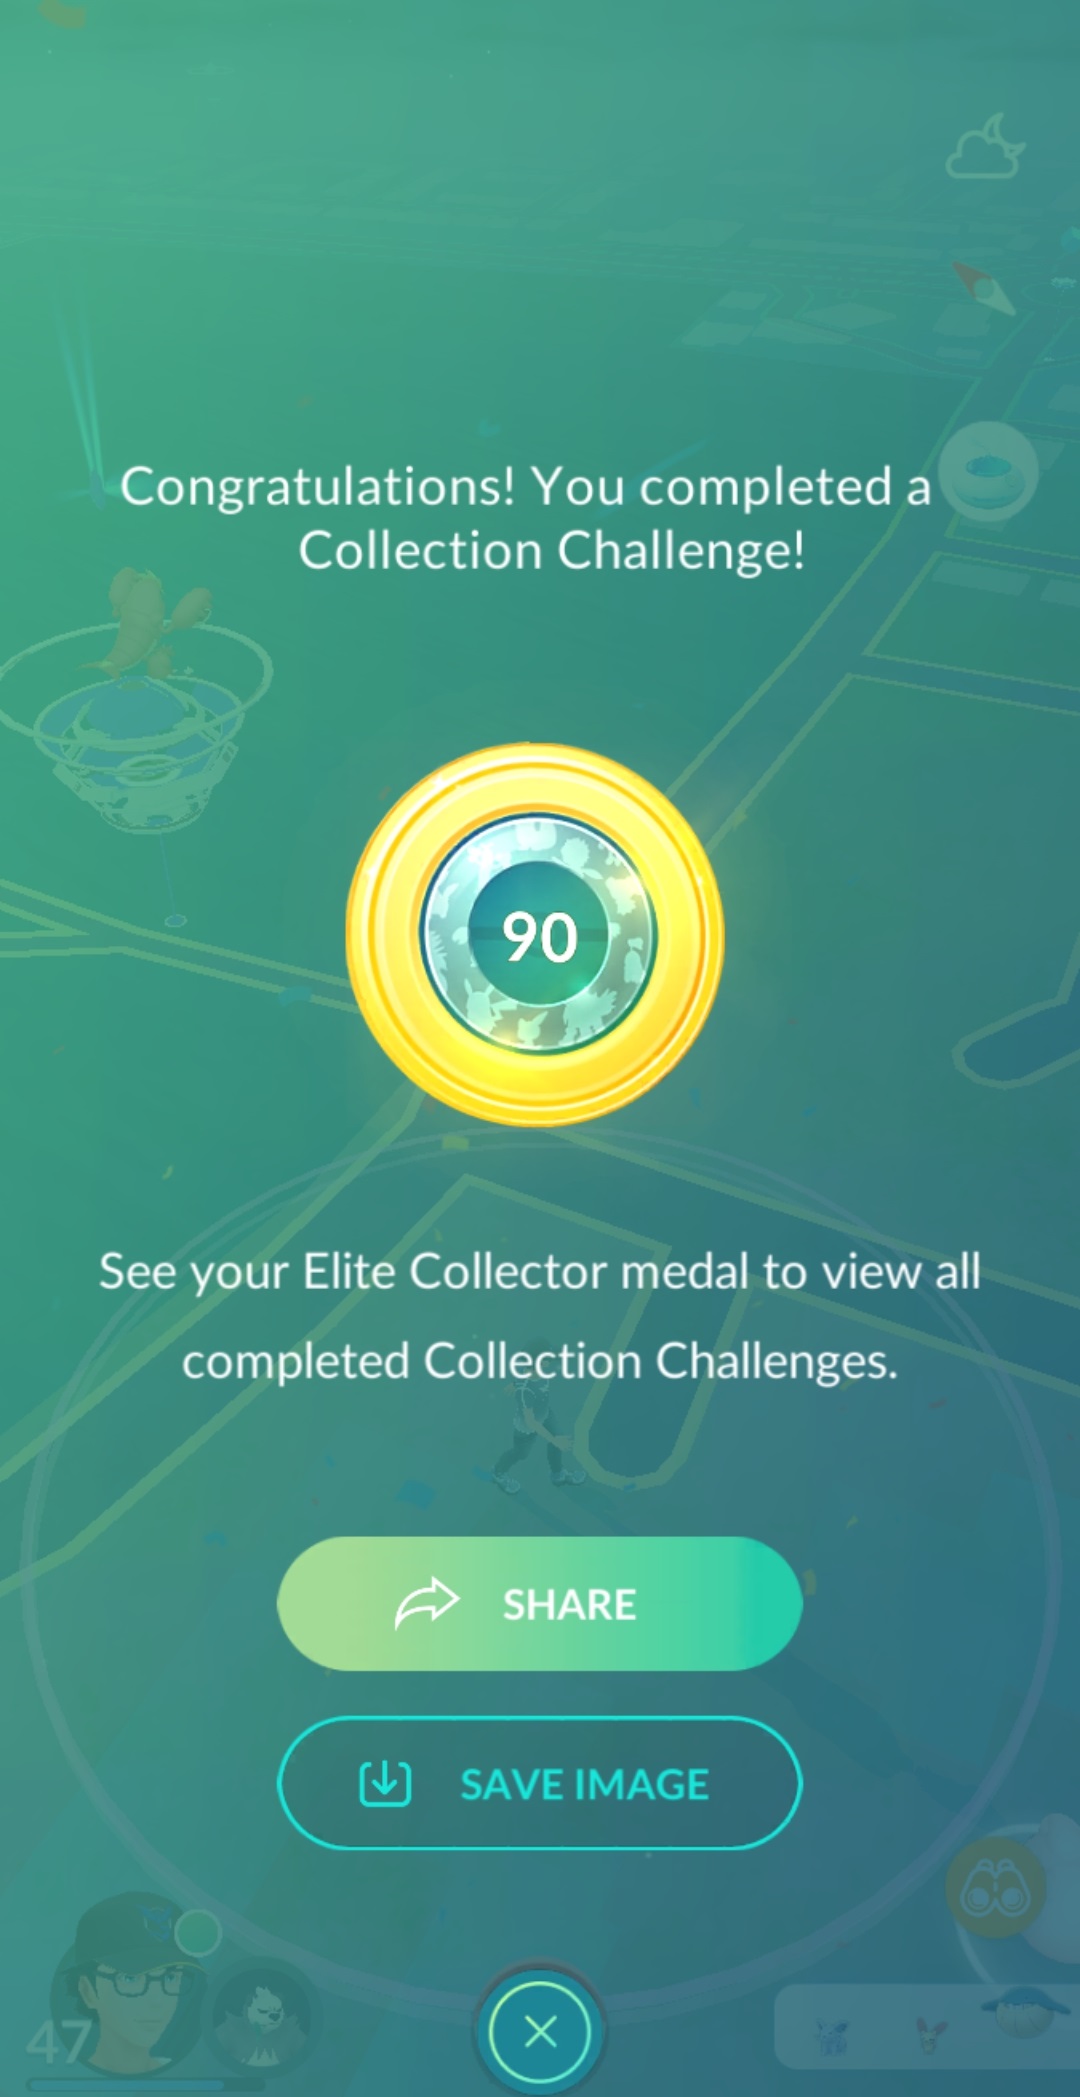 Congratulations! You completed a
Collection Challenge!
90
See your Elite Collector medal to view all
completed Collection Challenges.
SHARE
SAVE IMAGE
47